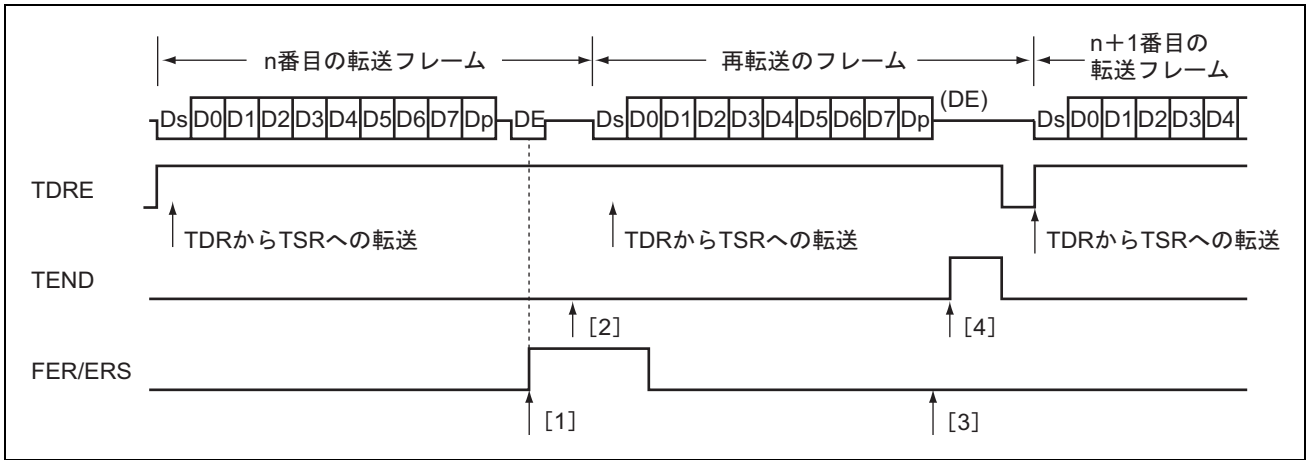 n番目の転送フレーム
再転送のフレーム
n+1番目の
転送フレーム
Ds D0 D1 D2 D3 D4 D5 D6 D7 Dp DE
Ds D0 D1 D2 D3 D4 D5 D6 D7 Dp (DE)
Ds D0 D1 D2 D3 D4
TDRE
TDRからTSRへの転送
TDRからTSRへの転送
TDRからTSRへの転送
TEND
[2]
[4]
FER/ERS
[1]
[3]